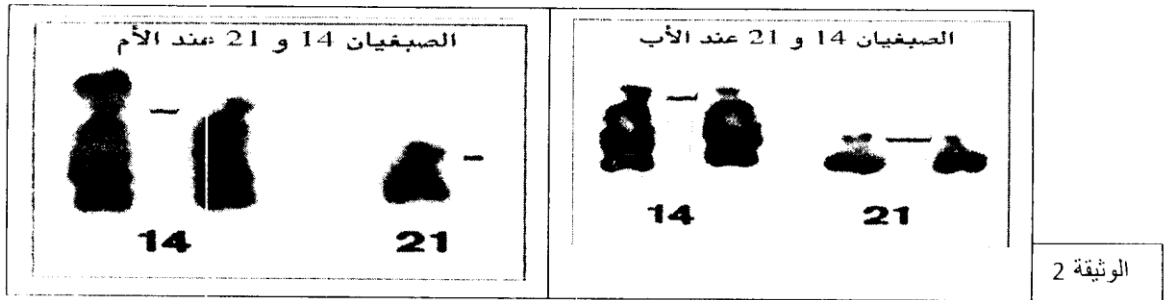 الصبغيان 14 و 21 عند الأب
14
21
الصبغيان 14 و 21 عند الأم
14
21
الوثيقة 2